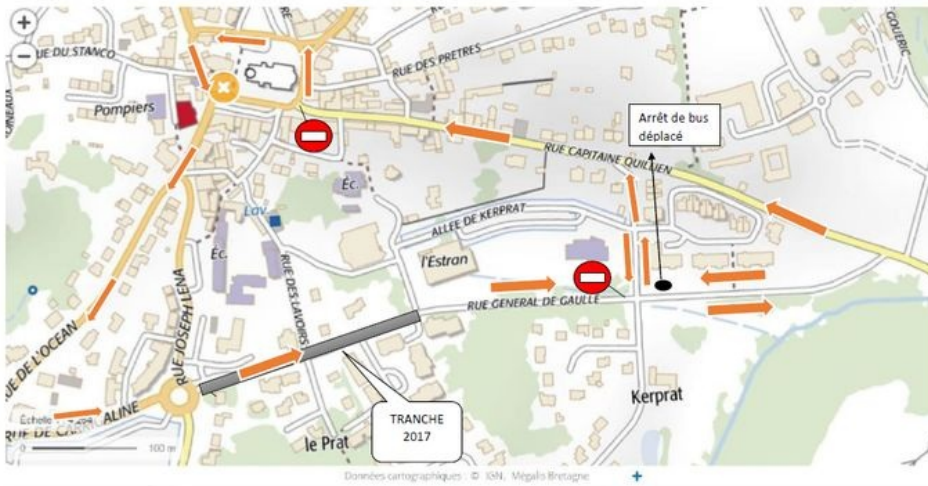 RUE DU STANCO
RUE DES PRETRES
Pompiers
Arrêt de bus
déplacé
RUE CAPITAINE QUILLIEN
Éc.
Lav.
ALLÉE DE KERPRAT
Éc.
l'Estran
RUE DES LAVOIRS
RUE GENERAL DE GAULLE
RUE JOSEPH LENA
RUE DE L'OCEAN
Kerprat
TRANCHE
2017
le Prat
Échelle
100 m
Données cartographiques : © IGN, Mégalis Bretagne